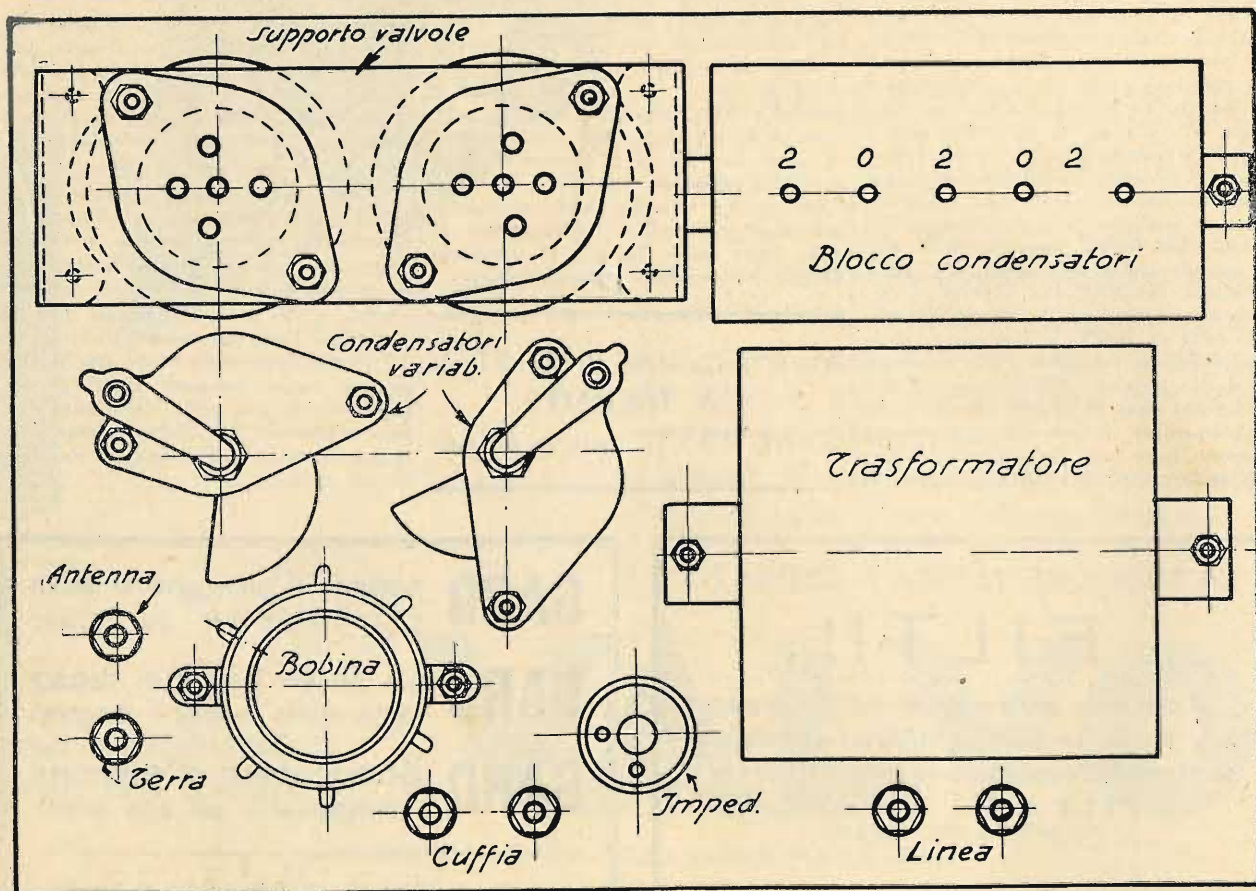 supporto valvole
2 0 2 0 2
Blocco condensatori
Condensatori
variab.
Trasformatore
Antenna
Bobina
Terra
Imped.
Cuffia
Linea